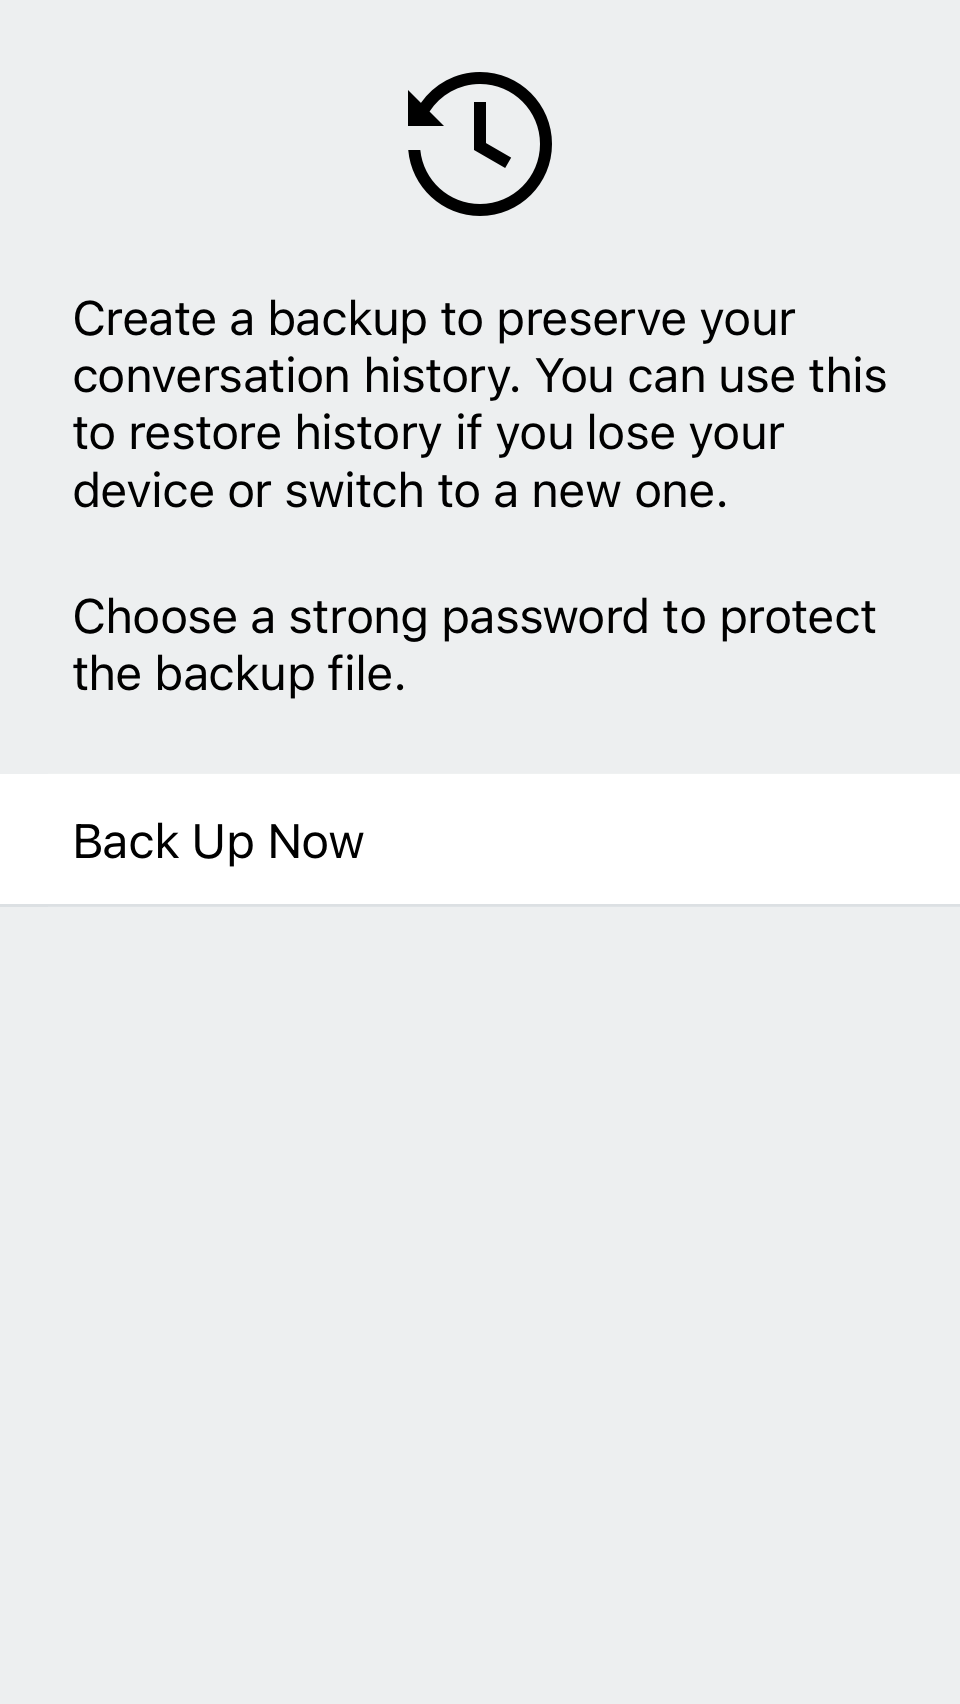 Create a backup to preserve your
conversation history. You can use this
to restore history if you lose your
device or switch to a new one.
Choose a strong password to protect
the backup file.
Back Up Now